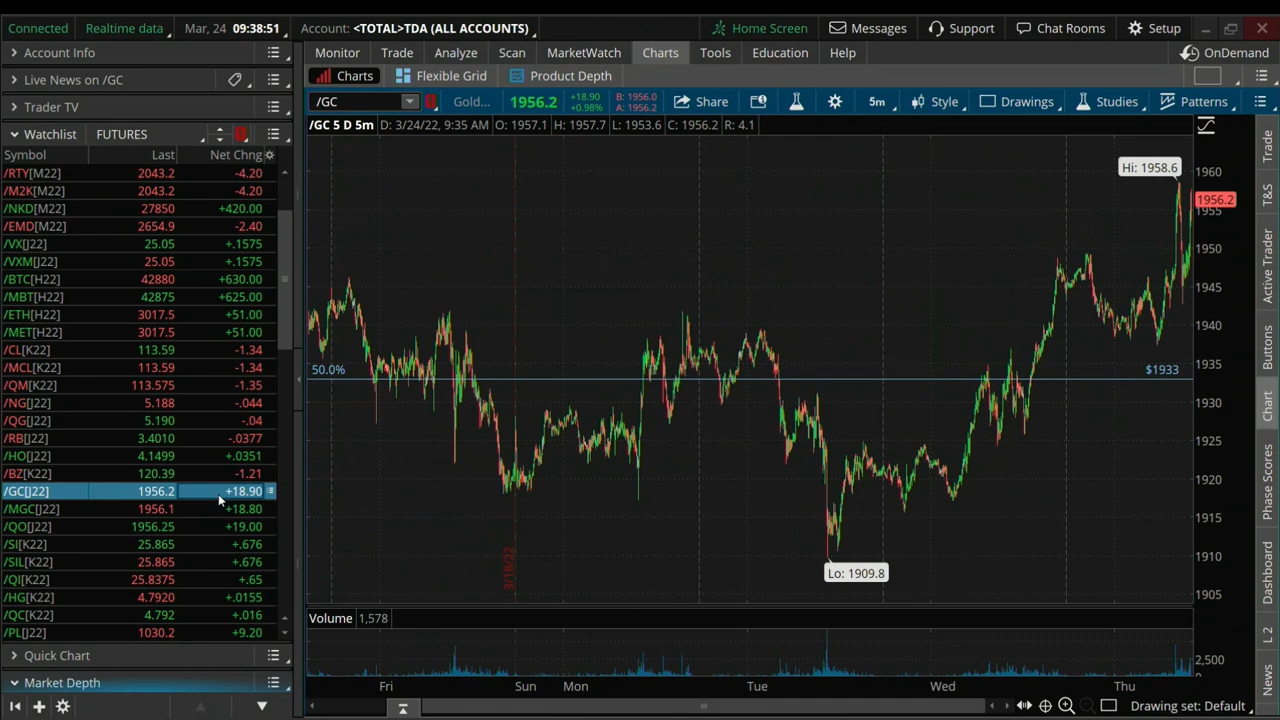 Connected Realtime data Mar, 24 09:38:51 Account: <TOTAL>TDA (ALL ACCOUNTS) Home Screen Messages Support Chat Rooms Setup
Account Info
Live News on /GC
Trader TV
Watchlist FUTURES
Symbol Last Net Chng
/RTY[M22] 2043.2 -4.20
/M2K[M22] 2043.2 -4.20
/NKD[M22] 27850 +420.00
/EMD[M22] 2654.9 -2.40
/VX[J22] 25.05 +.1575
/VXM[J22] 25.05 +.1575
/BTC[H22] 42880 +630.00
/MBT[H22] 42875 +625.00
/ETH[H22] 3017.5 +51.00
/MET[H22] 3017.5 +51.00
/CL[K22] 113.59 -1.34
/MCL[K22] 113.59 -1.34
/QM[K22] 113.575 -1.35
/NG[J22] 5.188 -.044
/QG[J22] 5.190 -.04
/RB[J22] 3.4010 -.0377
/HO[J22] 4.1499 +.0351
/BZ[K22] 120.39 -1.21
/GC[J22] 1956.2 +18.90
/MGC[J22] 1956.1 +18.80
/QO[J22] 1956.25 +19.00
/SI[K22] 25.865 +.676
/SIL[K22] 25.865 +.676
/QI[K22] 25.8375 +.65
/HG[K22] 4.7920 +.0155
/QC[K22] 4.792 +.016
/PL[J22] 1030.2 +9.20
Quick Chart
Market Depth
Monitor Trade Analyze Scan MarketWatch Charts Tools Education Help OnDemand
Charts Flexible Grid Product Depth
/GC Gold... 1956.2 +18.90 +0.98% B: 1956.0 A: 1956.2 Share 5m Style Drawings Studies Patterns
/GC 5 D 5m D: 3/24/22, 9:35 AM O: 1957.1 H: 1957.7 L: 1953.6 C: 1956.2 R: 4.1
Hi: 1958.6
1960
1956.2
1955
1950
1945
1940
1935
50.0% $1933
1930
1925
1920
1915
1910
Lo: 1909.8
1905
3/18/22
Volume 1,578
2,500
0
Fri Sun Mon Tue Wed Thu
Drawing set: Default
Trade
T&S
Active Trader
Buttons
Chart
Phase Scores
Dashboard
L 2
News